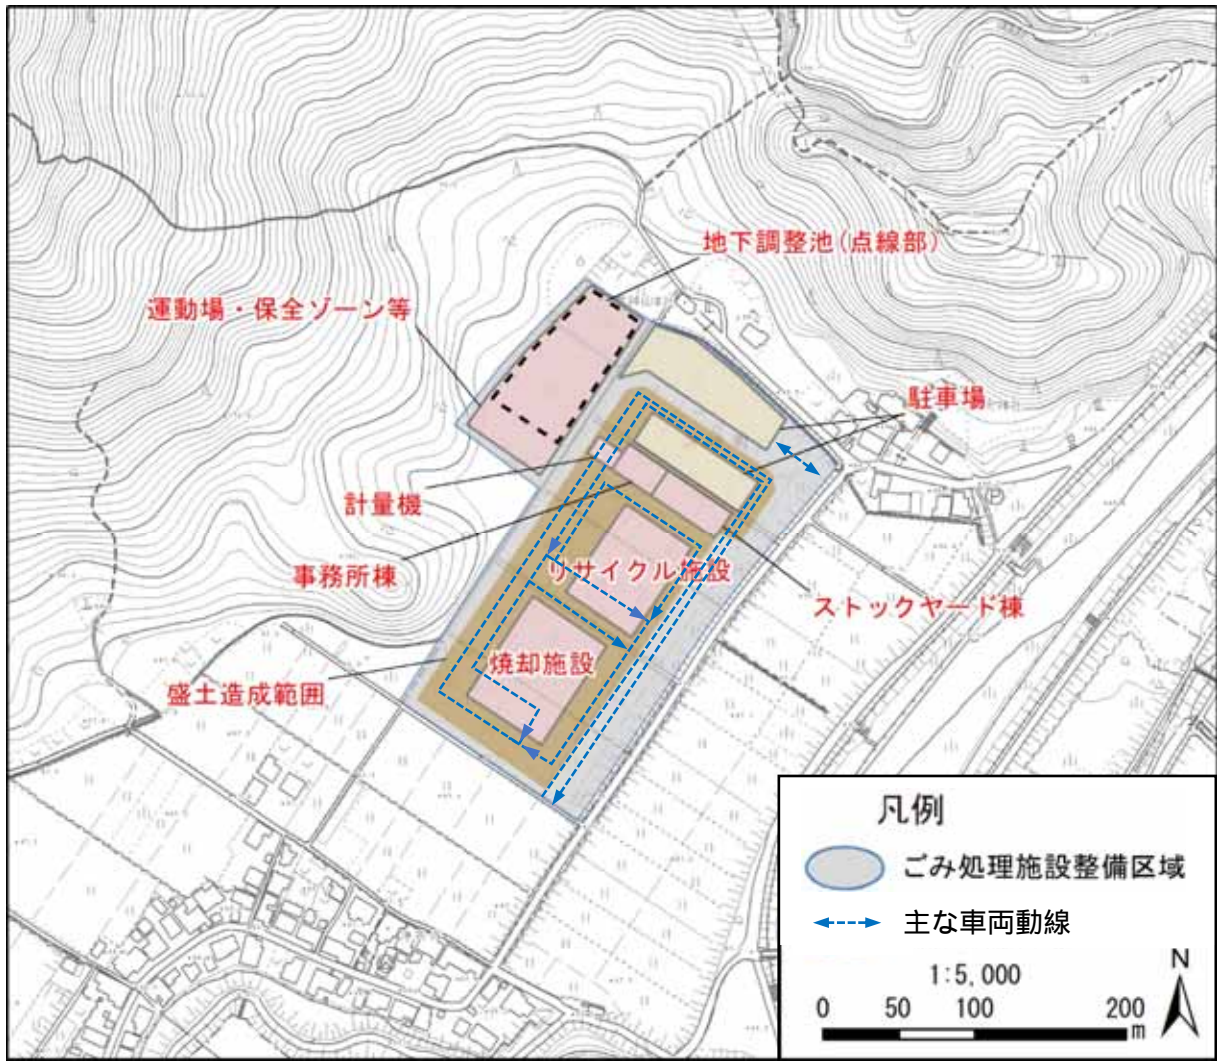 地下調整池(点線部)
運動場・保全ゾーン等
駐車場
計量機
事務所棟
リサイクル施設
ストックヤード棟
焼却施設
盛土造成範囲
凡例
ごみ処理施設整備区域
主な車両動線
1:5,000
N
0 50 100 200
m